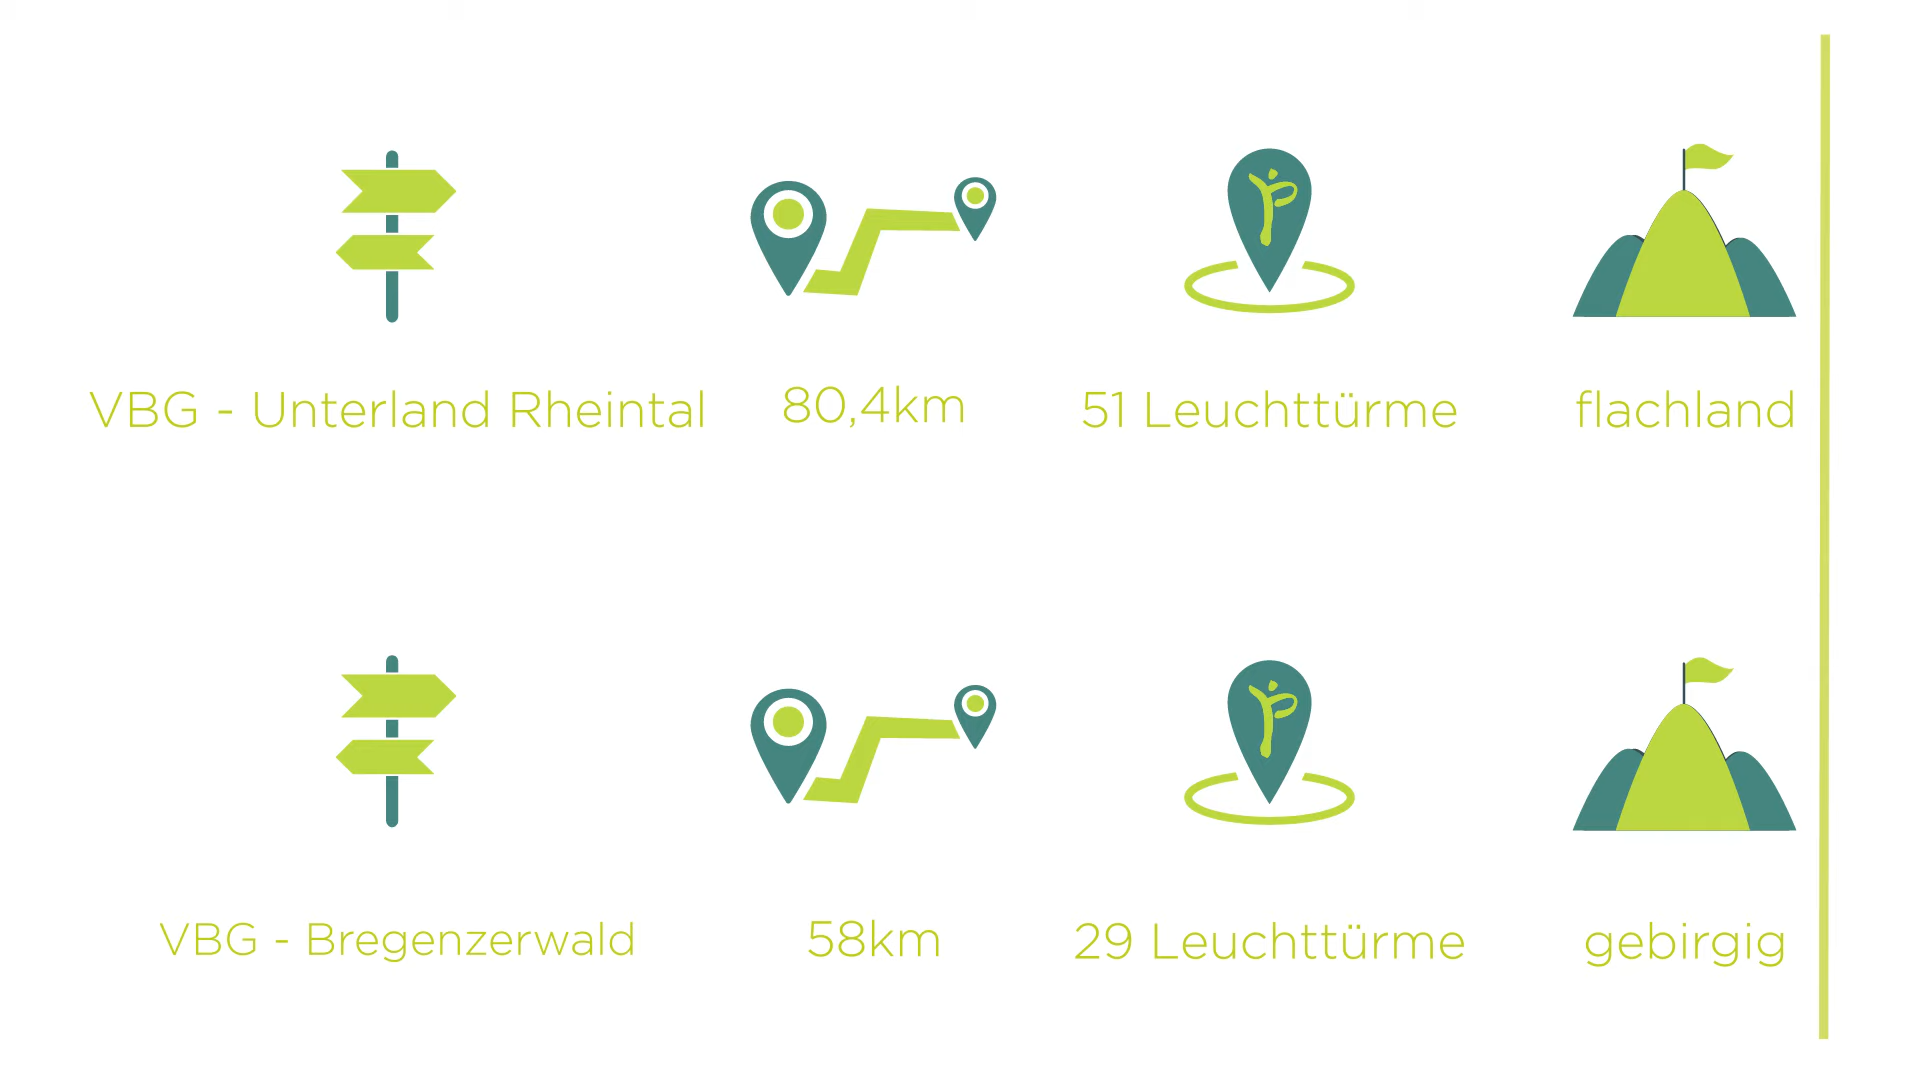 VBG - Unterland Rheintal 80,4km 51 Leuchttürme flachland
VBG - Bregenzerwald 58km 29 Leuchttürme gebirgig